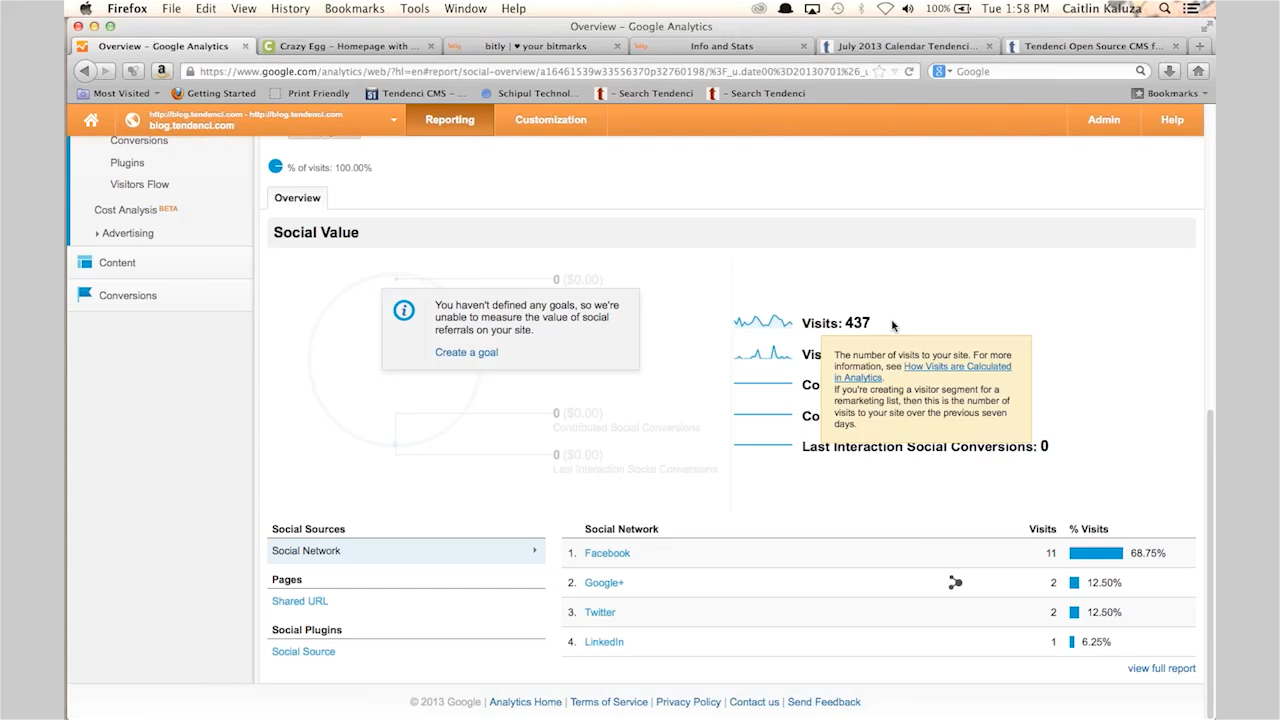 Firefox File Edit View History Bookmarks Tools Window Help 100% Tue 1:58 PM Caitlin Kaluza
Overview – Google Analytics
Overview – Google Analytics Crazy Egg – Homepage with ... bitly | ♥ your bitmarks Info and Stats July 2013 Calendar Tendenci... Tendenci Open Source CMS f...
https://www.google.com/analytics/web/?hl=en#report/social-overview/a16461539w33556370p32760198/%3F_u.date00%3D20130701%26_u Google
Most Visited Getting Started Print Friendly Tendenci CMS – ... Schipul Technol... – Search Tendenci – Search Tendenci Bookmarks
http://blog.tendenci.com - http://blog.tendenci.com
blog.tendenci.com
Reporting Customization Admin Help
Conversions
Plugins
Visitors Flow
Cost Analysis BETA
Advertising
Content
Conversions
% of visits: 100.00%
Overview
Social Value
0 ($0.00)
You haven't defined any goals, so we're
unable to measure the value of social
referrals on your site.
Create a goal
0 ($0.00)
Contributed Social Conversions
0 ($0.00)
Last Interaction Social Conversions
Visits: 437
Vis
Co
Co
Last Interaction Social Conversions: 0
The number of visits to your site. For more
information, see How Visits are Calculated
in Analytics.
If you're creating a visitor segment for a
remarketing list, then this is the number of
visits to your site over the previous seven
days.
Social Sources
Social Network
Pages
Shared URL
Social Plugins
Social Source
Social Network Visits % Visits
1. Facebook 11 68.75%
2. Google+ 2 12.50%
3. Twitter 2 12.50%
4. LinkedIn 1 6.25%
view full report
© 2013 Google | Analytics Home | Terms of Service | Privacy Policy | Contact us | Send Feedback